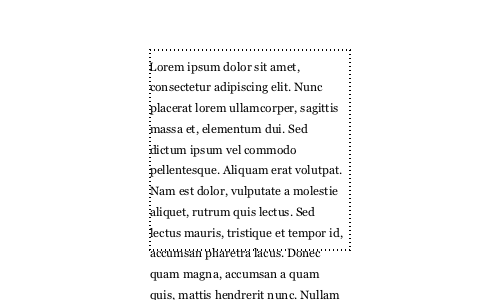 Lorem ipsum dolor sit amet,
consectetur adipiscing elit. Nunc
placerat lorem ullamcorper, sagittis
massa et, elementum dui. Sed
dictum ipsum vel commodo
pellentesque. Aliquam erat volutpat.
Nam est dolor, vulputate a molestie
aliquet, rutrum quis lectus. Sed
lectus mauris, tristique et tempor id,
accumsan pharetra lacus. Donec
quam magna, accumsan a quam
quis, mattis hendrerit nunc. Nullam